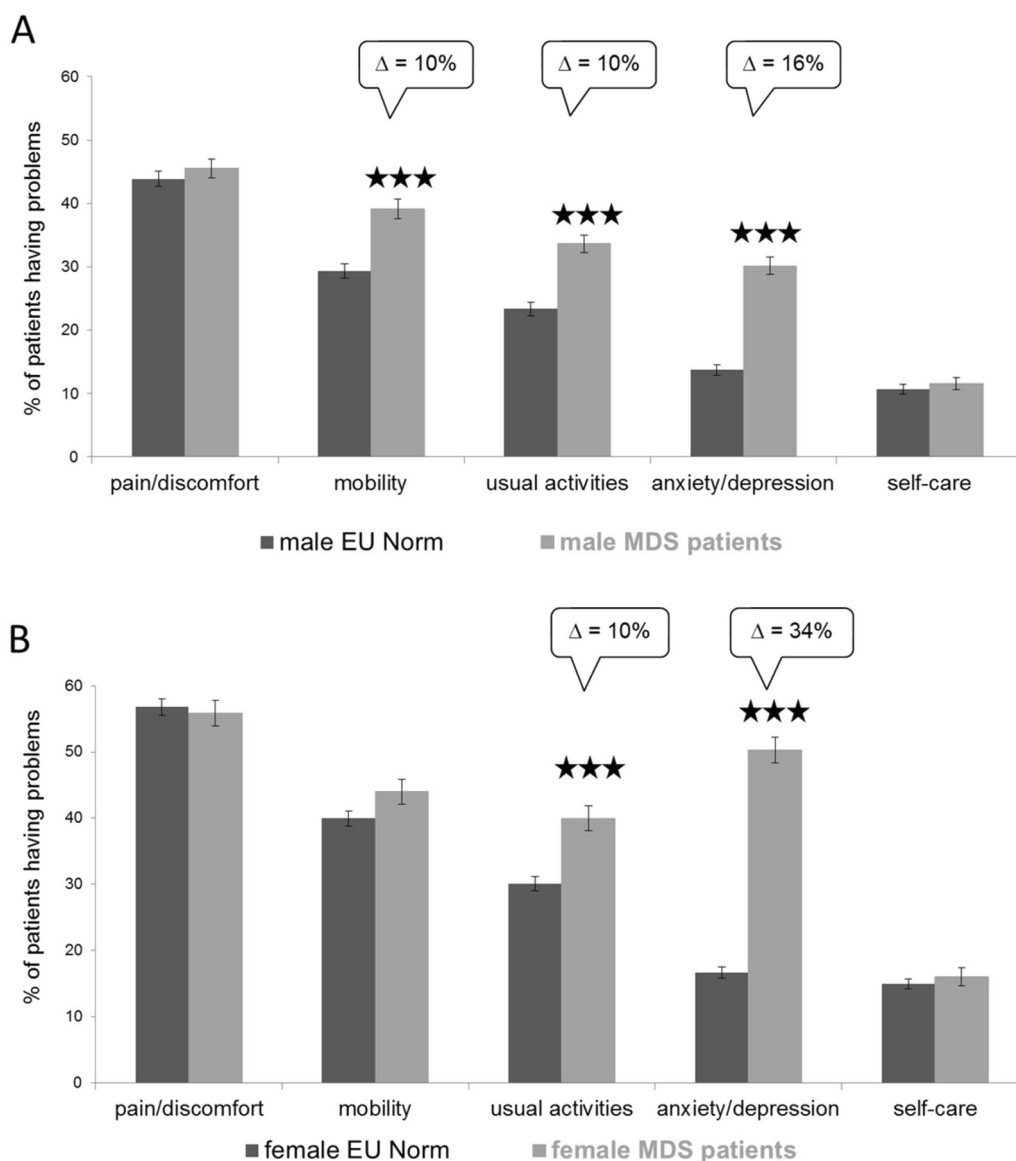 A
Δ = 10%
Δ = 10%
Δ = 16%
% of patients having problems
60
50
40
30
20
10
0
★★★
★★★
★★★
pain/discomfort
mobility
usual activities
anxiety/depression
self-care
male EU Norm
male MDS patients
B
Δ = 10%
Δ = 34%
% of patients having problems
60
50
40
30
20
10
0
★★★
★★★
pain/discomfort
mobility
usual activities
anxiety/depression
self-care
female EU Norm
female MDS patients